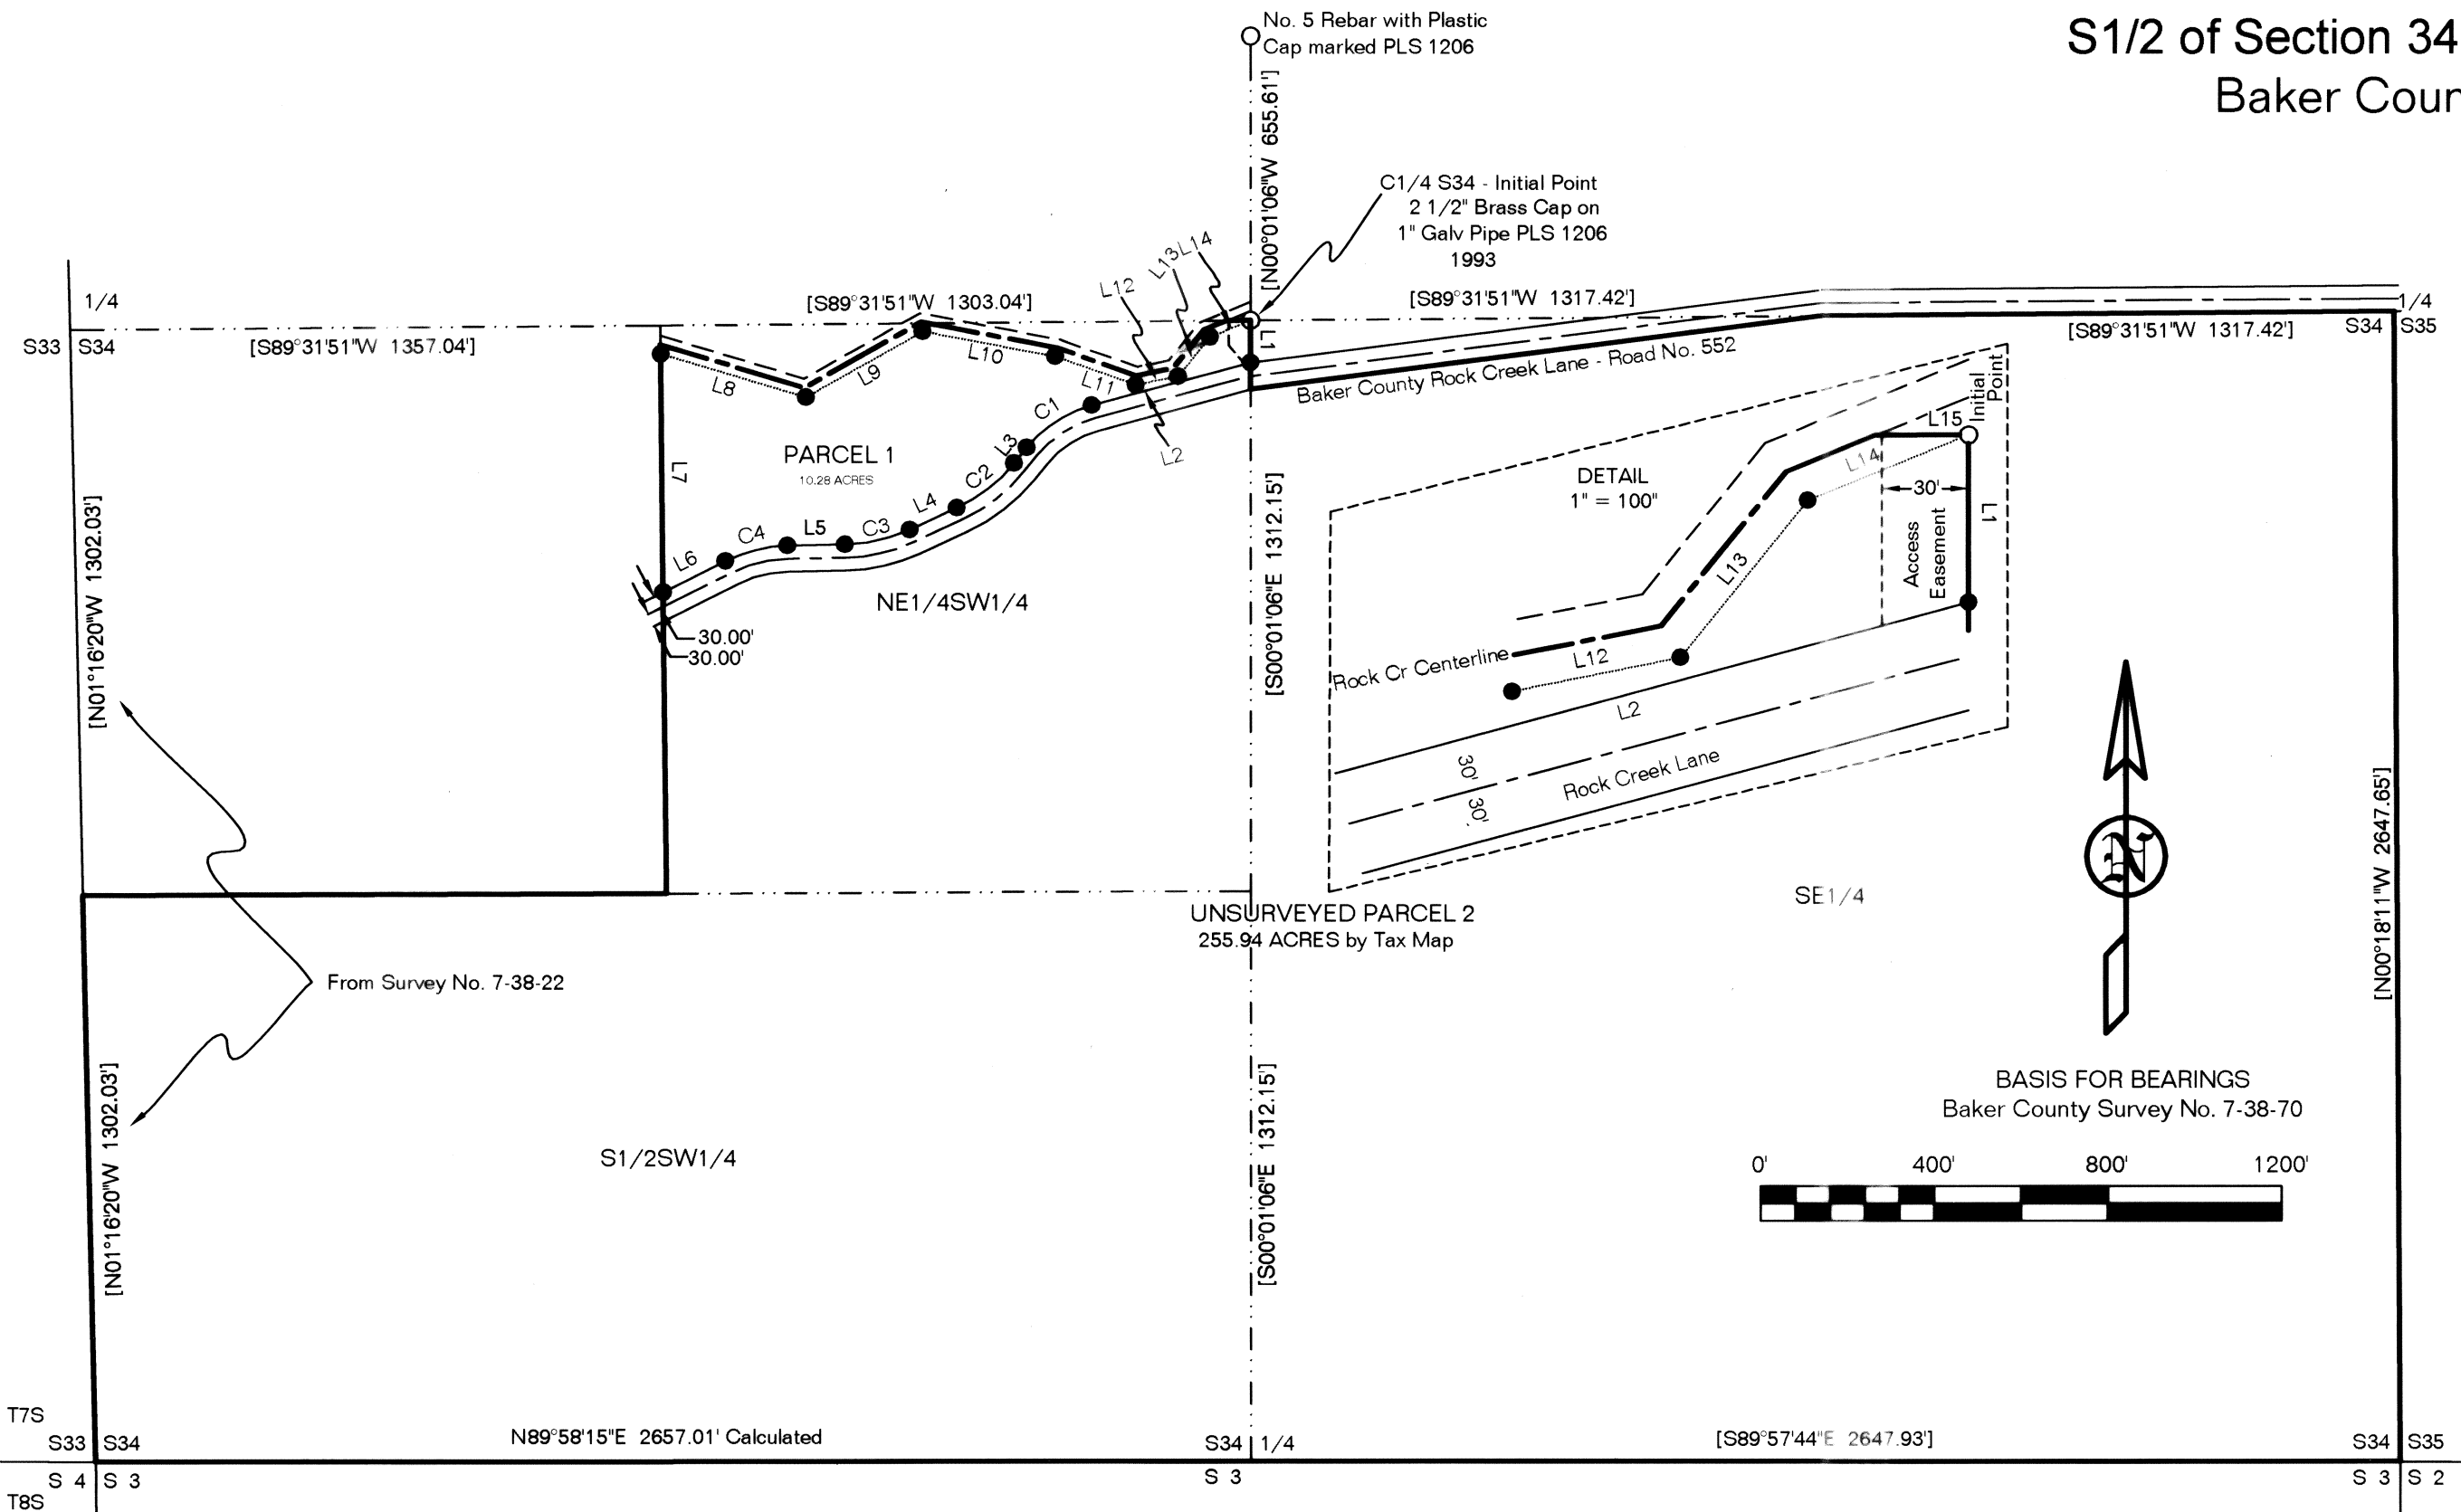 No. 5 Rebar with Plastic
Cap marked PLS 1206
S1/2 of Section 34
Baker Coun
[N00°01'06"W 655.61']
C1/4 S34 - Initial Point
2 1/2" Brass Cap on
1" Galv Pipe PLS 1206
1993
1/4
[S89°31'51"W 1303.04']
L12
L13
L14
[S89°31'51"W 1317.42']
1/4
S33
S34
[S89°31'51"W 1357.04']
L1
[S89°31'51"W 1317.42']
S34
S35
L8
L9
L10
L11
C1
L2
Baker County Rock Creek Lane - Road No. 552
L7
PARCEL 1
10.28 ACRES
L3
C2
L4
C3
L5
C4
L6
30.00'
30.00'
NE1/4SW1/4
[N01°16'20"W 1302.03']
[S00°01'06"E 1312.15']
DETAIL
1" = 100"
Initial
Point
L15
L14
30'
Access
Easement
L1
L13
L12
Rock Cr Centerline
L2
30'
30'
Rock Creek Lane
N
SE1/4
[N00°18'11"W 2647.65']
UNSURVEYED PARCEL 2
255.94 ACRES by Tax Map
From Survey No. 7-38-22
[N01°16'20"W 1302.03']
S1/2SW1/4
[S00°01'06"E 1312.15']
BASIS FOR BEARINGS
Baker County Survey No. 7-38-70
0'
400'
800'
1200'
T7S
S33
S34
N89°58'15"E 2657.01' Calculated
S34
1/4
[S89°57'44"E 2647.93']
S34
S35
S 4
S 3
S 3
S 3
S 2
T8S